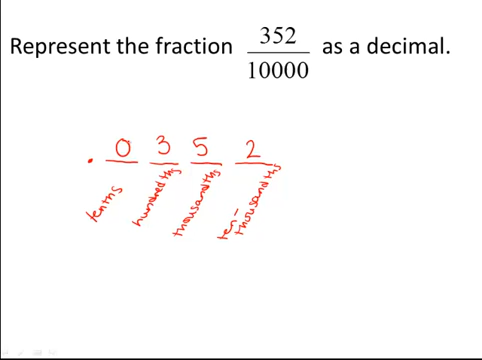 Represent the fraction 352/10000 as a decimal.
. 0 3 5 2
tenths
hundredths
thousandths
ten-
thousandths